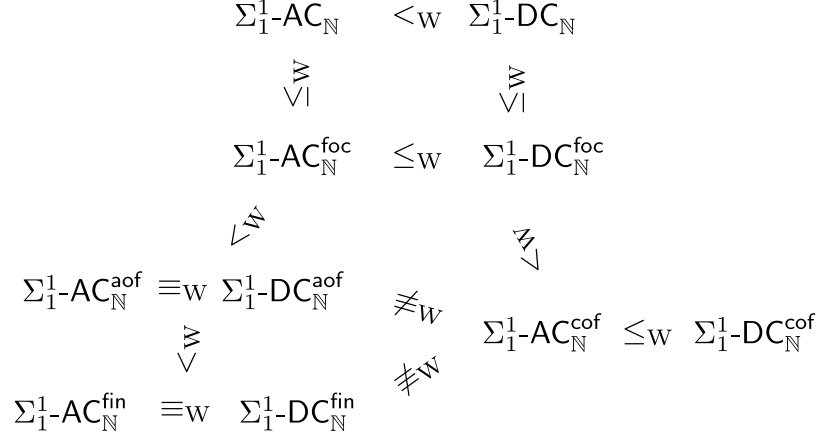 Σ¹₁-AC_ℕ <_W Σ¹₁-DC_ℕ
≤_W ≤_W
Σ¹₁-AC_ℕ^foc ≤_W Σ¹₁-DC_ℕ^foc
<_W <_W
Σ¹₁-AC_ℕ^aof ≡_W Σ¹₁-DC_ℕ^aof ≢_W
<_W Σ¹₁-AC_ℕ^cof ≤_W Σ¹₁-DC_ℕ^cof
≢_W
Σ¹₁-AC_ℕ^fin ≡_W Σ¹₁-DC_ℕ^fin